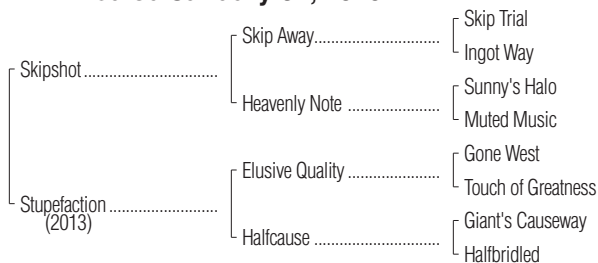 Skip Trial
Skip Away
Ingot Way
Skipshot
Sunny's Halo
Heavenly Note
Muted Music
Gone West
Elusive Quality
Touch of Greatness
Stupefaction
(2013)
Giant's Causeway
Halfcause
Halfbridled